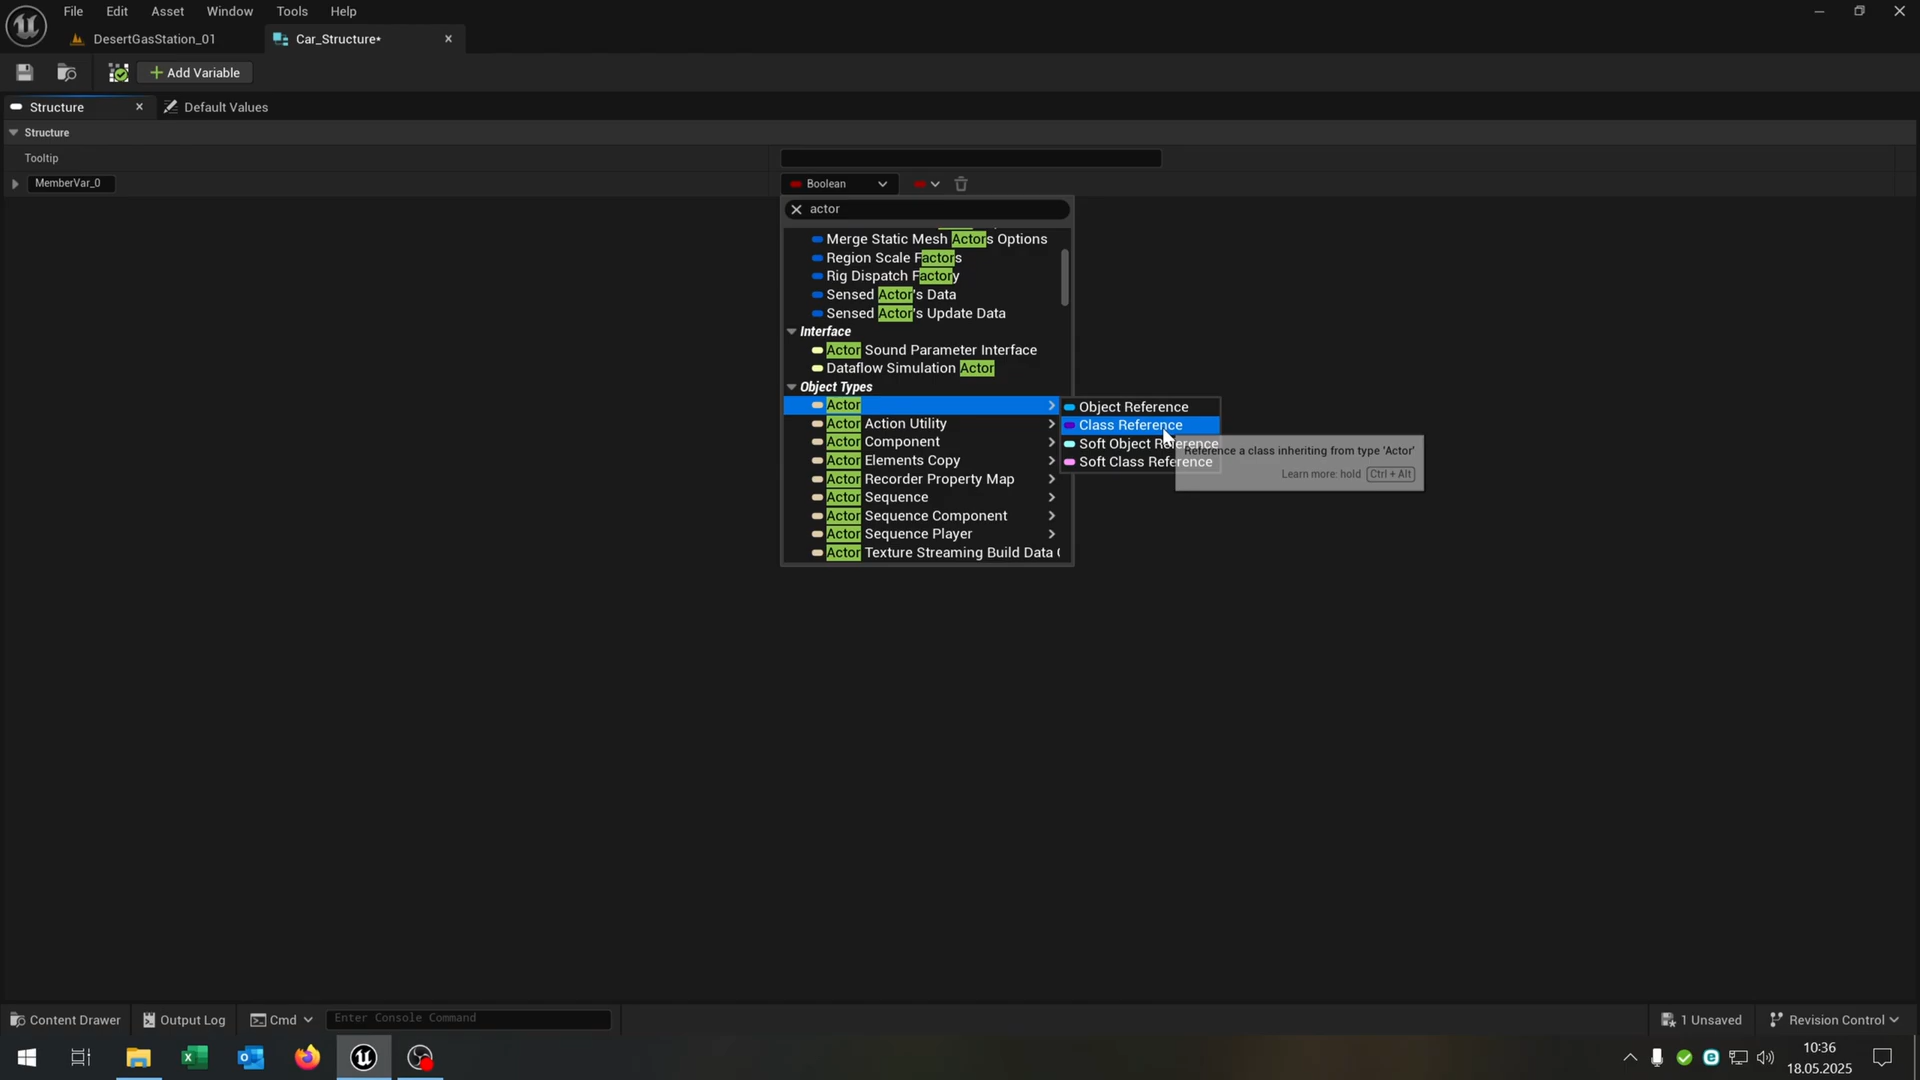 File Edit Asset Window Tools Help
DesertGasStation_01
Car_Structure*
Add Variable
Structure
Default Values
Structure
Tooltip
MemberVar_0
Boolean
actor
Merge Static Mesh Actors Options
Region Scale Factors
Rig Dispatch Factory
Sensed Actor's Data
Sensed Actor's Update Data
Interface
Actor Sound Parameter Interface
Dataflow Simulation Actor
Object Types
Actor
Actor Action Utility
Actor Component
Actor Elements Copy
Actor Recorder Property Map
Actor Sequence
Actor Sequence Component
Actor Sequence Player
Actor Texture Streaming Build Data
Object Reference
Class Reference
Soft Object Reference
Soft Class Reference
Reference a class inheriting from type 'Actor'
Learn more: hold Ctrl + Alt
Content Drawer
Output Log
Cmd
Enter Console Command
1 Unsaved
Revision Control
10:36
18.05.2025